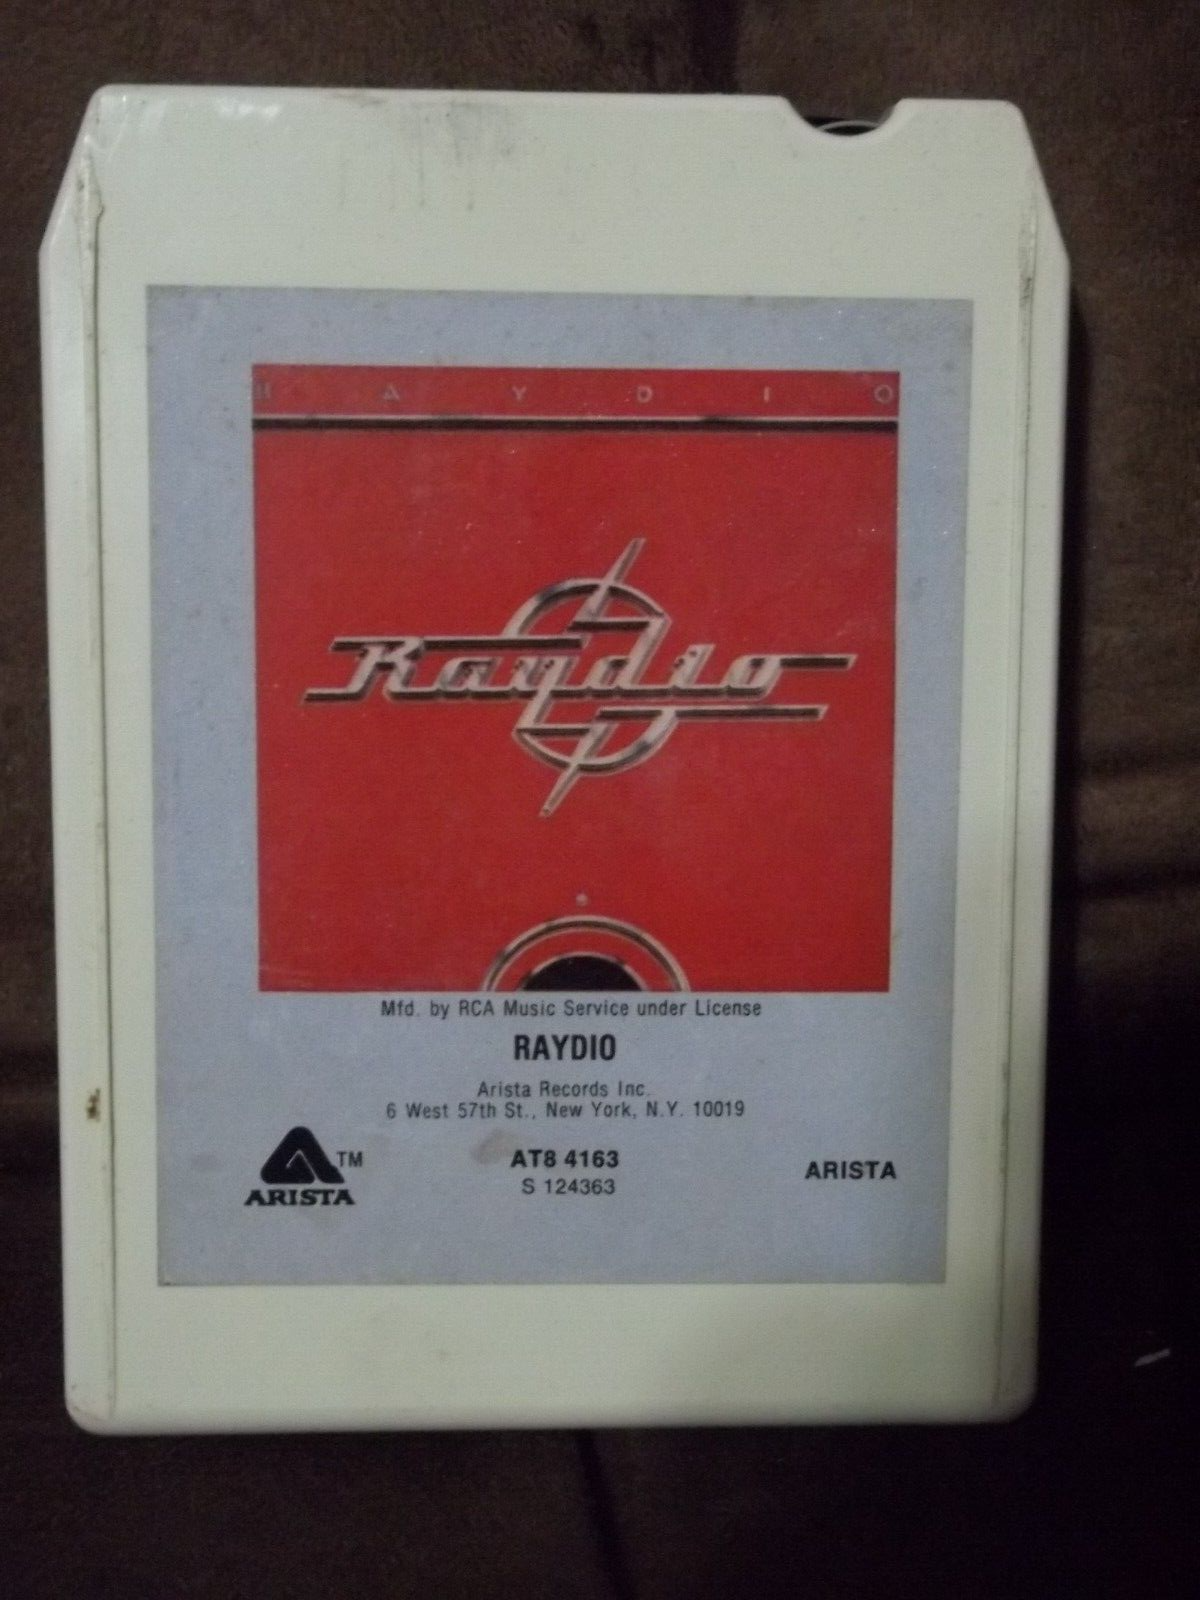 R A Y D I O
Raydio
Mfd. by RCA Music Service under License
RAYDIO
Arista Records Inc.
6 West 57th St., New York, N.Y. 10019
TM
ARISTA
AT8 4163
S 124363
ARISTA